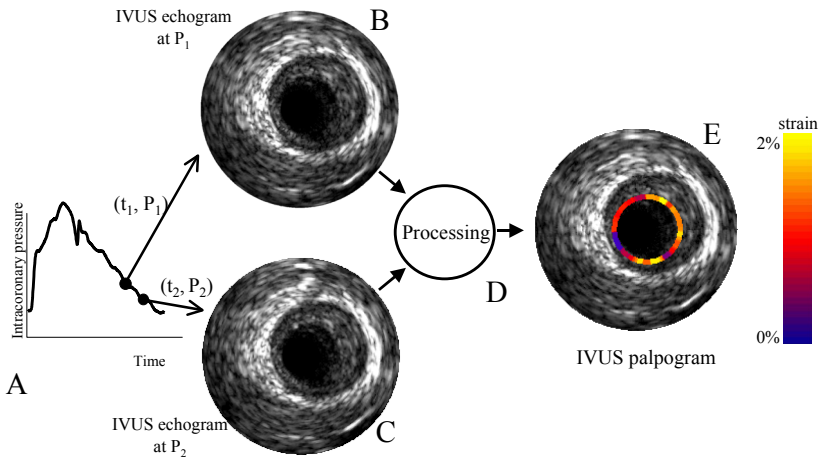 IVUS echogram
at P1
B
(t1, P1)
Intracoronary pressure
(t2, P2)
Time
A
IVUS echogram
at P2
C
Processing
D
E
strain
2%
0%
IVUS palpogram